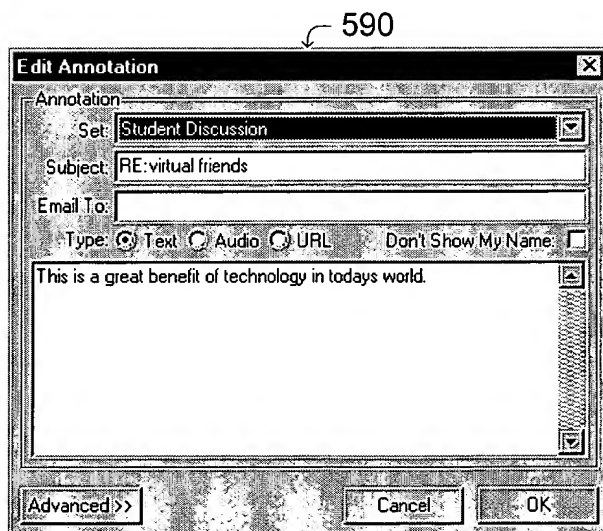 590
Edit Annotation
Annotation
Set: Student Discussion
Subject: RE:virtual friends
Email To:
Type: Text Audio URL Don't Show My Name:
This is a great benefit of technology in todays world.
Advanced >> Cancel OK